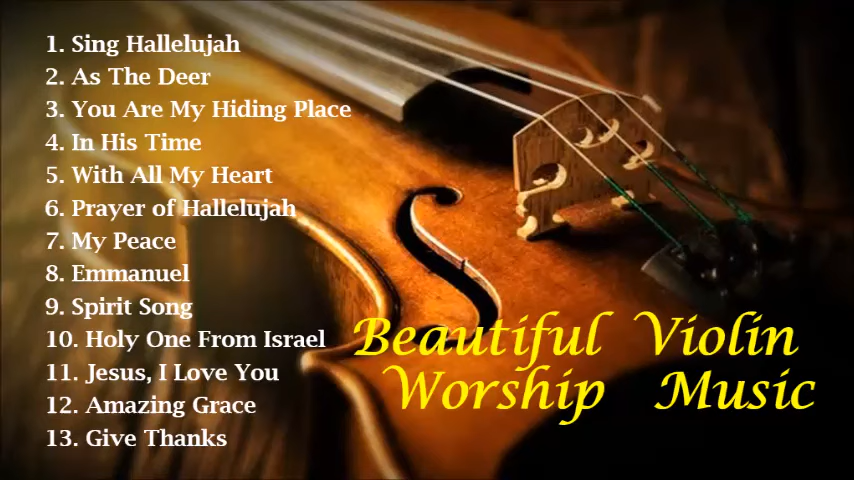 1. Sing Hallelujah
2. As The Deer
3. You Are My Hiding Place
4. In His Time
5. With All My Heart
6. Prayer of Hallelujah
7. My Peace
8. Emmanuel
9. Spirit Song
10. Holy One From Israel
11. Jesus, I Love You
12. Amazing Grace
13. Give Thanks
Beautiful Violin
Worship Music